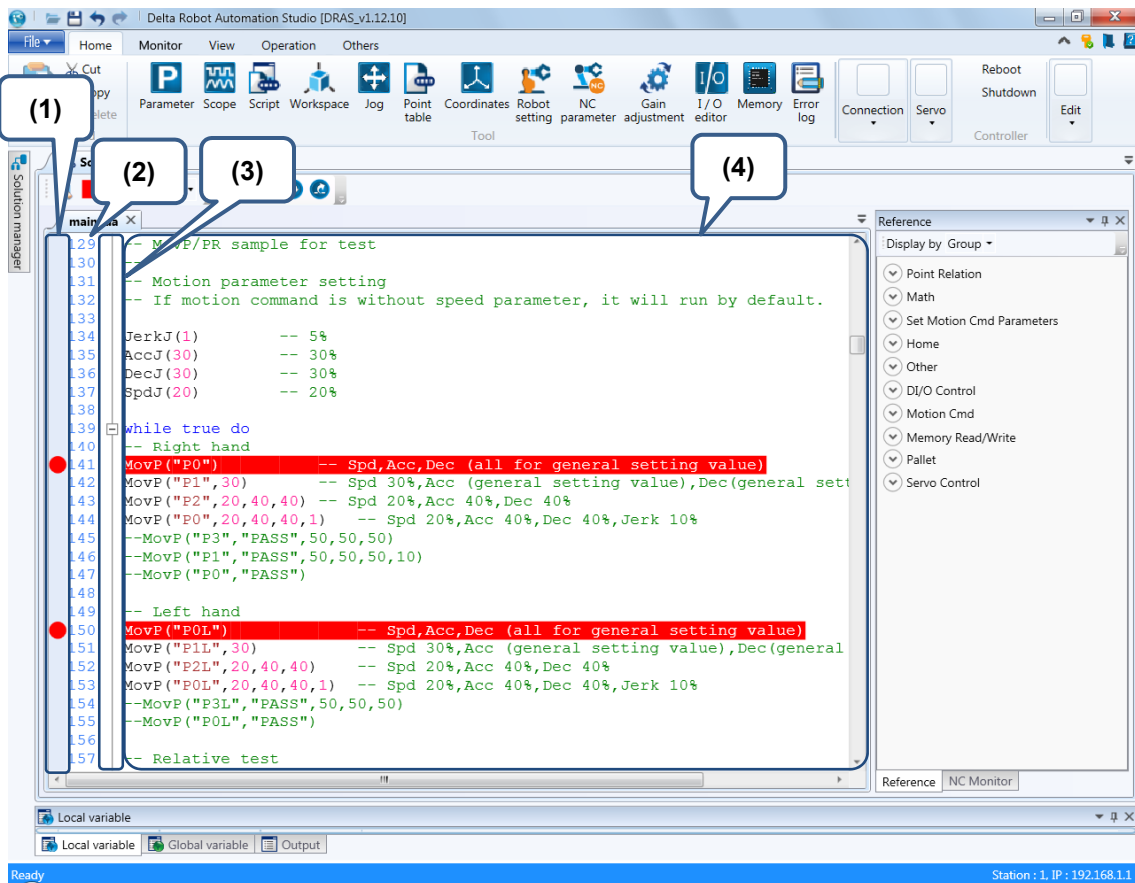 Delta Robot Automation Studio [DRAS_v1.12.10]
File Home Monitor View Operation Others
Cut
Parameter Scope Script Workspace Jog Point table Coordinates Robot setting NC parameter Gain adjustment I/O editor Memory Error log Connection Servo Reboot Shutdown Edit
Tool Controller
(1)
(2)
(3)
(4)
Solution manager
129 -- MovP/PR sample for test
130 --
131 -- Motion parameter setting
132 -- If motion command is without speed parameter, it will run by default.
133
134 JerkJ(1) -- 5%
135 AccJ(30) -- 30%
136 DecJ(30) -- 30%
137 SpdJ(20) -- 20%
138
139 while true do
140 -- Right hand
141 MovP("P0") -- Spd,Acc,Dec (all for general setting value)
142 MovP("P1",30) -- Spd 30%,Acc (general setting value),Dec(general sett
143 MovP("P2",20,40,40) -- Spd 20%,Acc 40%,Dec 40%
144 MovP("P0",20,40,40,1) -- Spd 20%,Acc 40%,Dec 40%,Jerk 10%
145 --MovP("P3","PASS",50,50,50)
146 --MovP("P1","PASS",50,50,50,10)
147 --MovP("P0","PASS")
148
149 -- Left hand
150 MovP("P0L") -- Spd,Acc,Dec (all for general setting value)
151 MovP("P1L",30) -- Spd 30%,Acc (general setting value),Dec(general
152 MovP("P2L",20,40,40) -- Spd 20%,Acc 40%,Dec 40%
153 MovP("P0L",20,40,40,1) -- Spd 20%,Acc 40%,Dec 40%,Jerk 10%
154 --MovP("P3L","PASS",50,50,50)
155 --MovP("P0L","PASS")
156
157 -- Relative test
Reference
Display by Group
Point Relation
Math
Set Motion Cmd Parameters
Home
Other
DI/O Control
Motion Cmd
Memory Read/Write
Pallet
Servo Control
Reference NC Monitor
Local variable
Local variable Global variable Output
Ready Station : 1, IP : 192.168.1.1